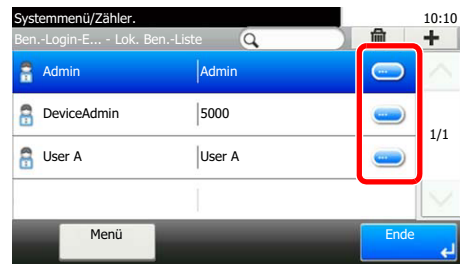 Systemmenü/Zähler. 10:10
Ben.-Login-E... - Lok. Ben.-Liste
Admin Admin
DeviceAdmin 5000
1/1
User A User A
Menü Ende